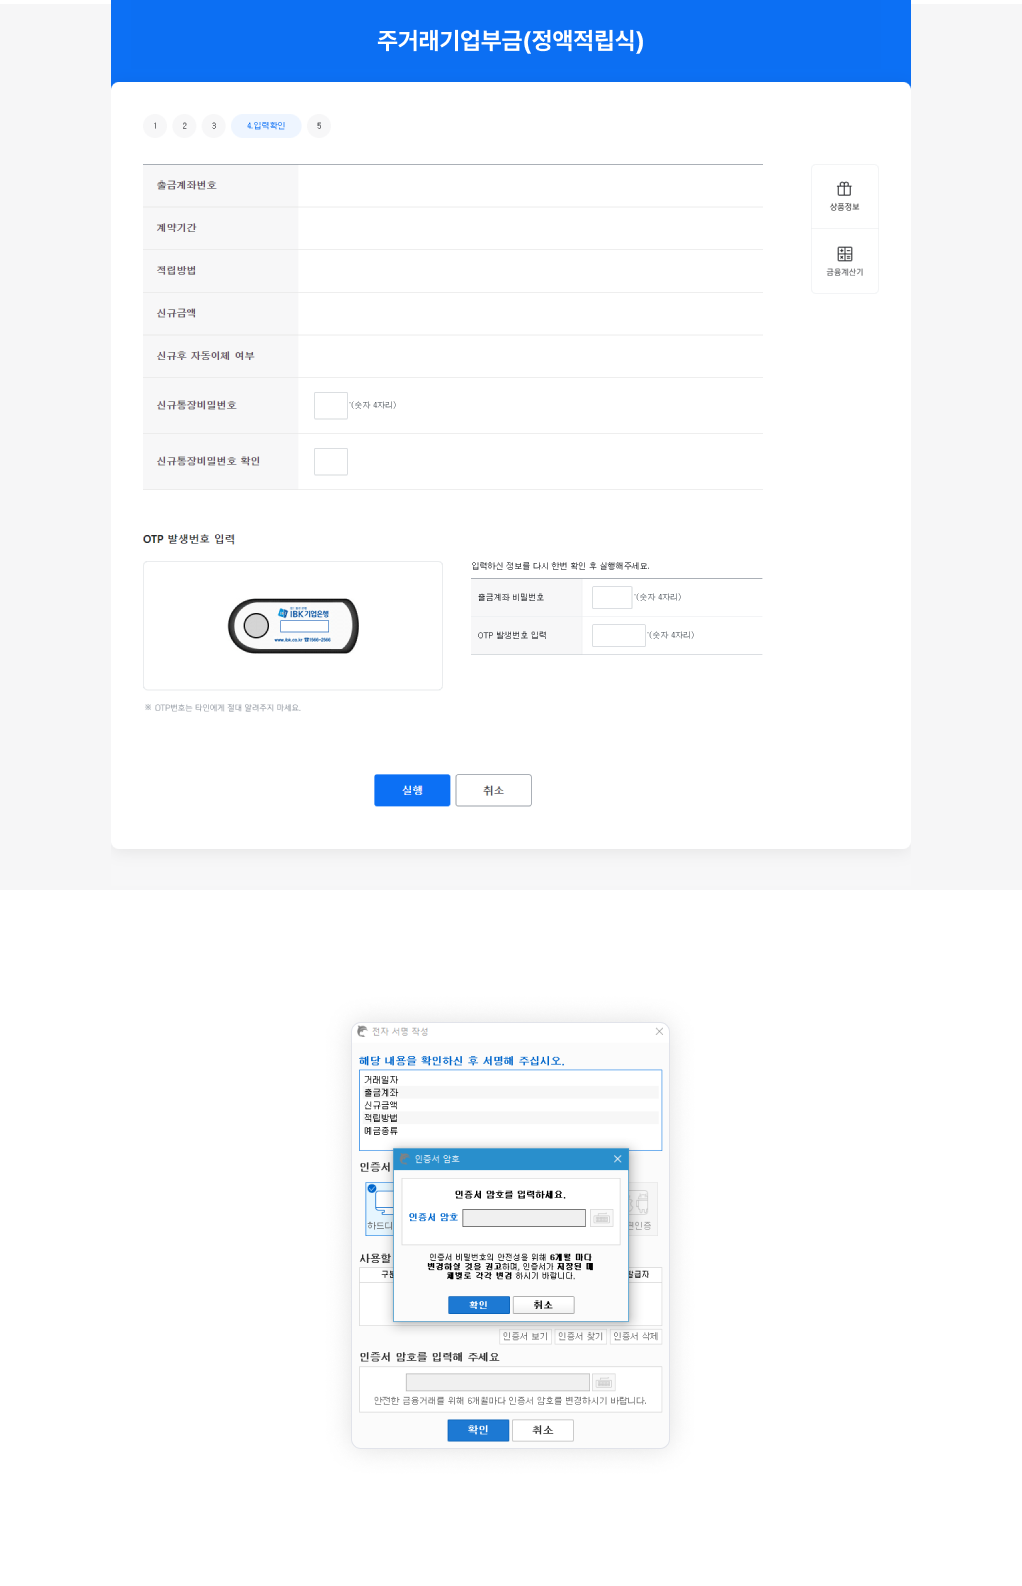 주거래기업부금(정액적립식)
1 2 3 4.입력확인 5
출금계좌번호
계약기간
적립방법
신규금액
신규후 자동이체 여부
신규통장비밀번호 *(숫자 4자리)
신규통장비밀번호 확인
상품정보
금융계산기
OTP 발생번호 입력
IBK기업은행
www.ibk.co.kr ☎1566-2566
※ OTP번호는 타인에게 절대 알려주지 마세요.
입력하신 정보를 다시 한번 확인 후 실행해주세요.
출금계좌 비밀번호 *(숫자 4자리)
OTP 발생번호 입력 *(숫자 4자리)
실행 취소
전자 서명 작성
해당 내용을 확인하신 후 서명해 주십시오.
거래일자
출금계좌
신규금액
적립방법
예금종류
인증서
하드디
인증
인증서 암호
인증서 암호를 입력하세요.
인증서 암호
인증서 비밀번호의 안전성을 위해 6개월 마다
변경하실 것을 권고하며, 인증서가 저장된 매
체별로 각각 변경 하시기 바랍니다.
확인 취소
사용할
구분 발급자
인증서 보기 인증서 찾기 인증서 삭제
인증서 암호를 입력해 주세요
안전한 금융거래를 위해 6개월마다 인증서 암호를 변경하시기 바랍니다.
확인 취소